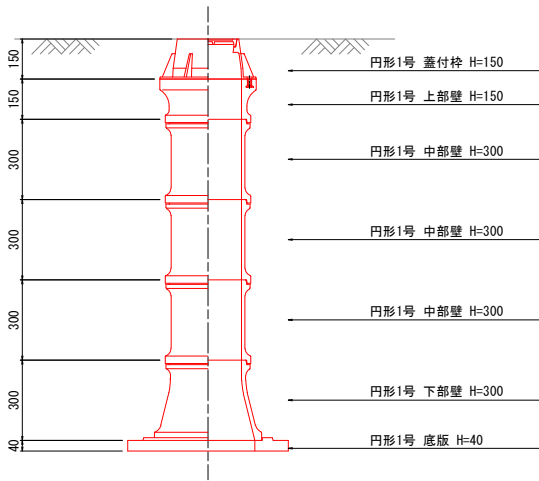 150
円形1号 蓋付枠 H=150
150
円形1号 上部壁 H=150
300
円形1号 中部壁 H=300
300
円形1号 中部壁 H=300
300
円形1号 中部壁 H=300
300
円形1号 下部壁 H=300
40
円形1号 底版 H=40